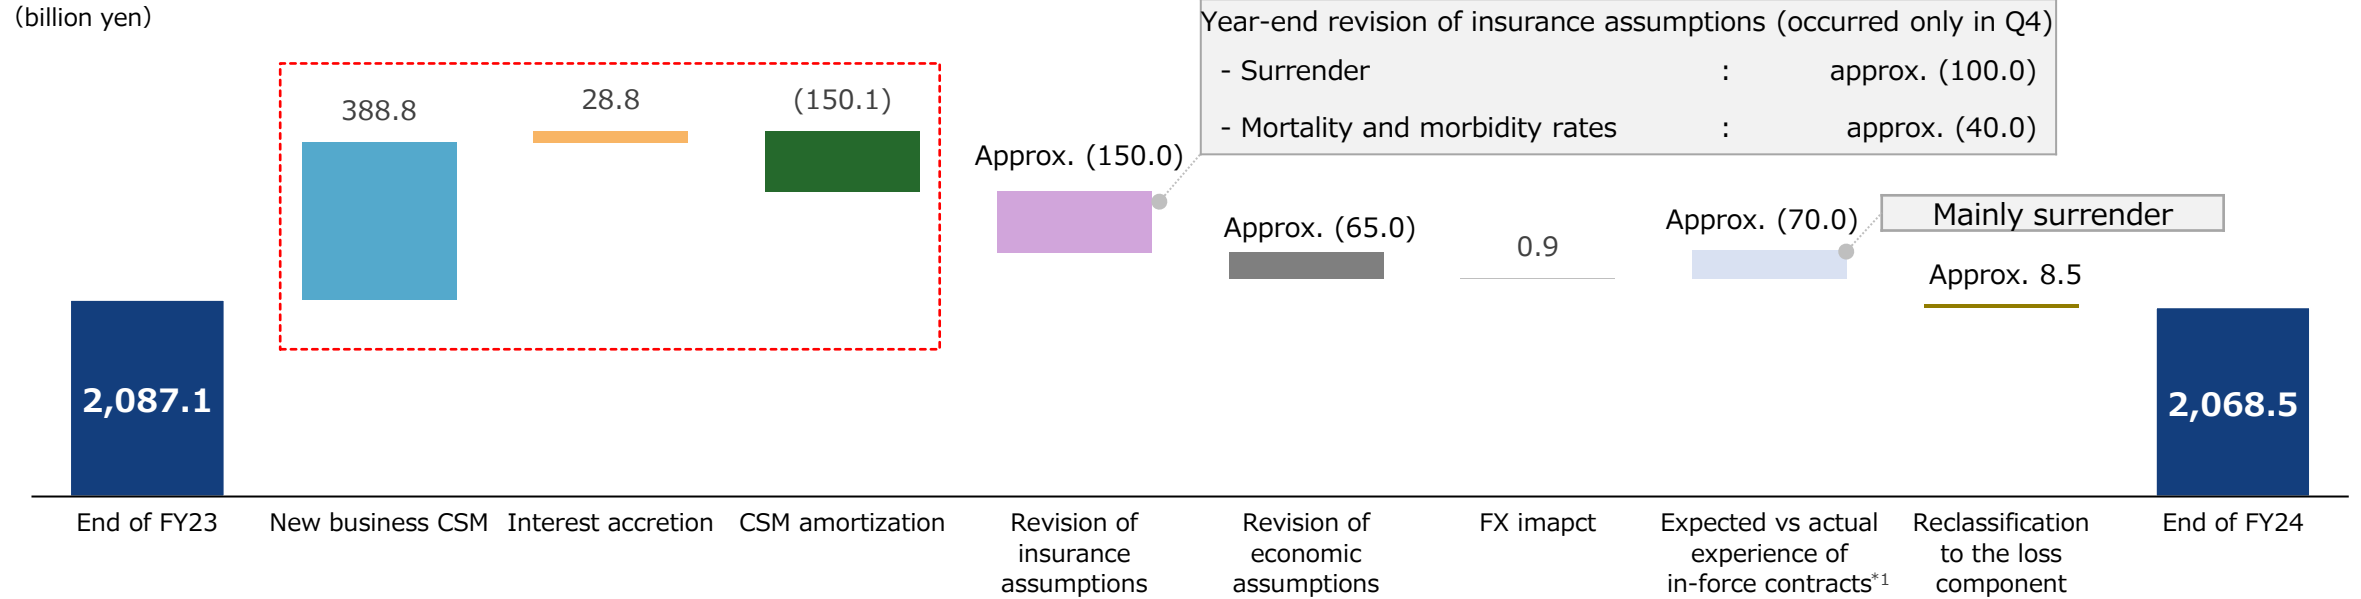 （billion yen）
Year-end revision of insurance assumptions (occurred only in Q4)
- Surrender : approx. (100.0)
- Mortality and morbidity rates : approx. (40.0)
388.8
28.8
(150.1)
Approx. (150.0)
Approx. (65.0)
0.9
Approx. (70.0)
Mainly surrender
Approx. 8.5
2,087.1
2,068.5
End of FY23
New business CSM
Interest accretion
CSM amortization
Revision of
insurance
assumptions
Revision of
economic
assumptions
FX imapct
Expected vs actual
experience of
in-force contracts*1
Reclassification
to the loss
component
End of FY24